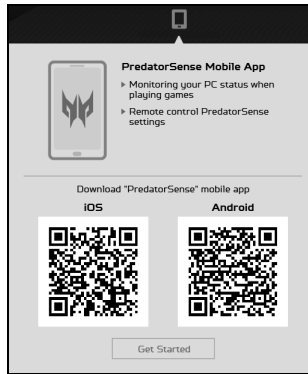 PredatorSense Mobile App
Monitoring your PC status when
playing games
Remote control PredatorSense
settings
Download "PredatorSense" mobile app
iOS
Android
Get Started